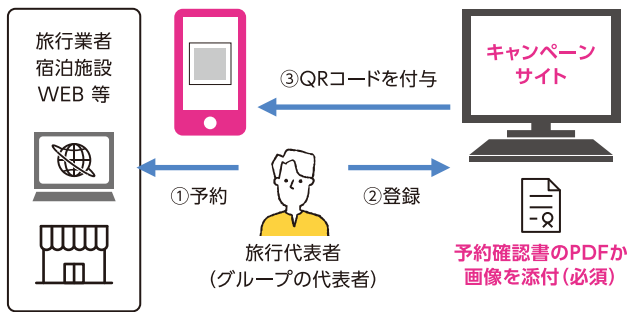 旅行業者
宿泊施設
WEB 等
キャンペーン
サイト
③QRコードを付与
①予約
②登録
旅行代表者
（グループの代表者）
予約確認書のPDFか
画像を添付（必須）